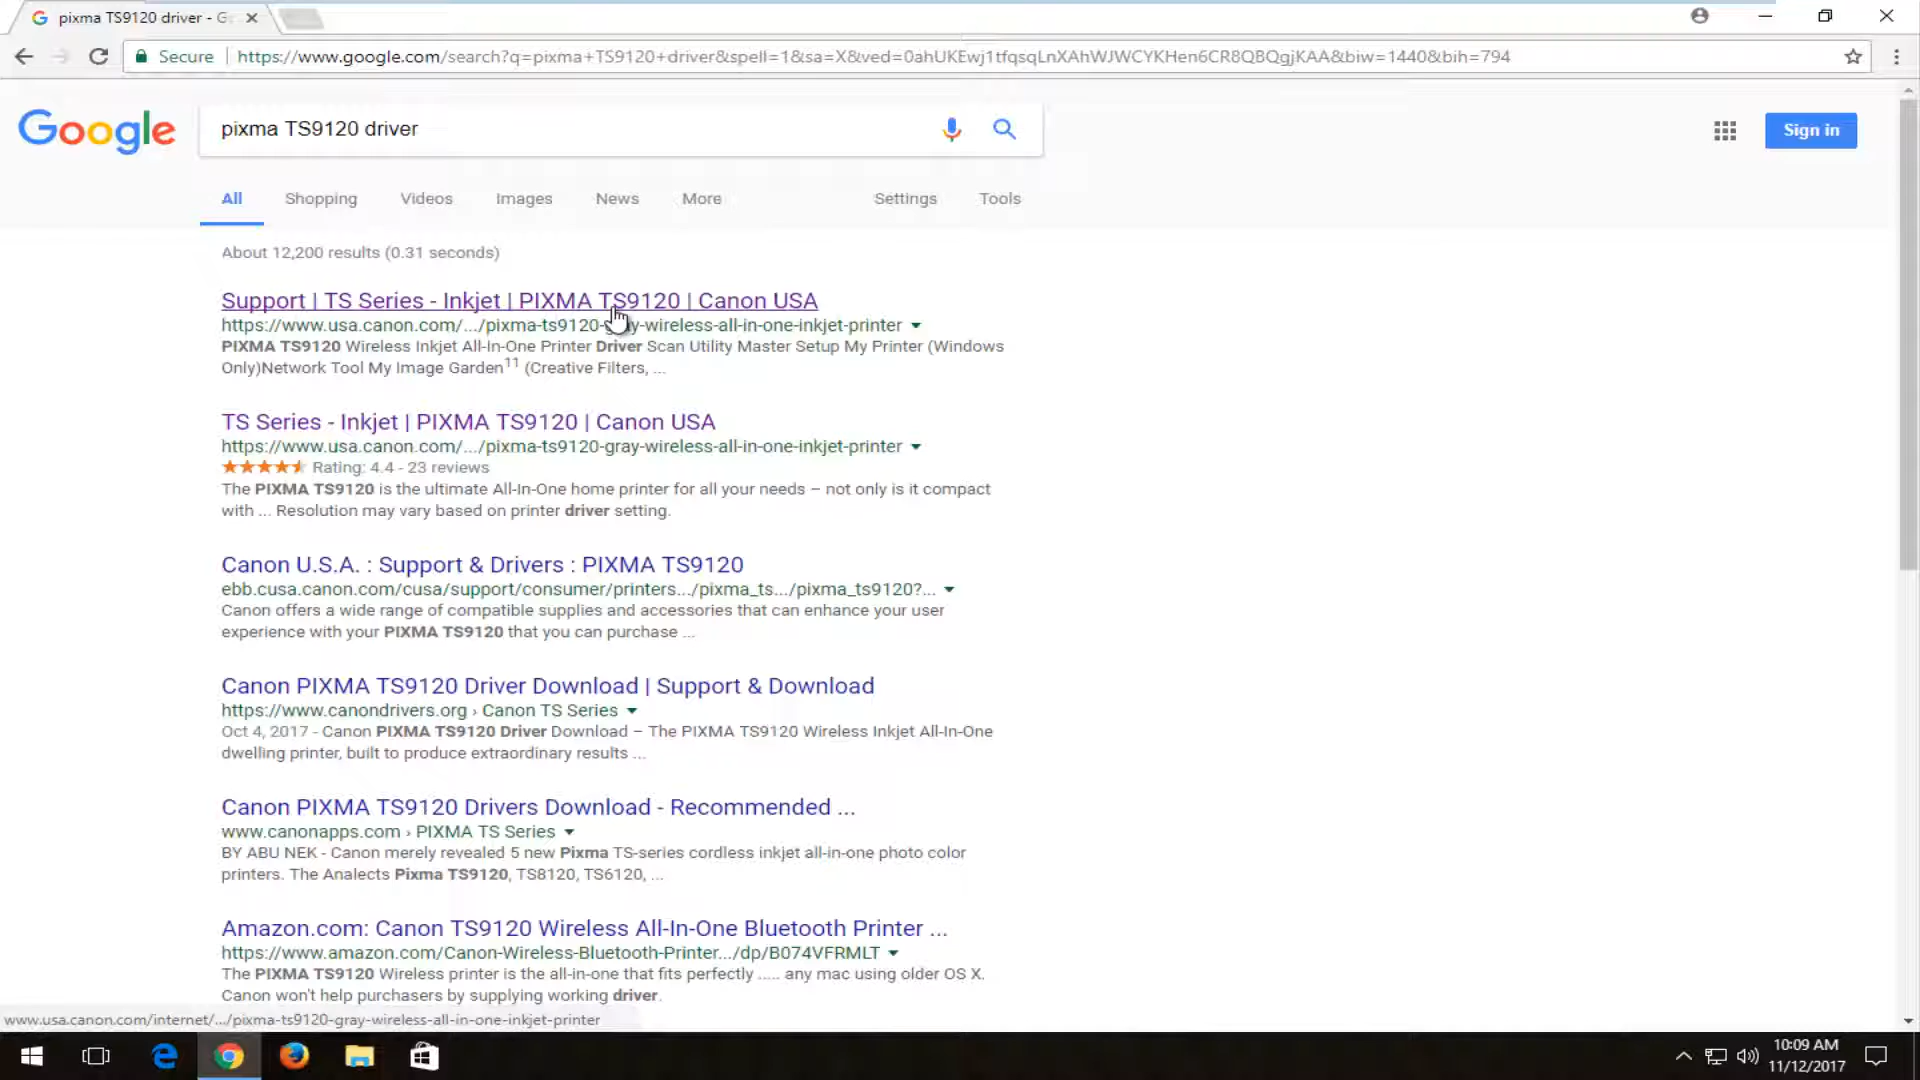 pixma TS9120 driver - G
Secure https://www.google.com/search?q=pixma+TS9120+driver&spell=1&sa=X&ved=0ahUKEwj1tfqsqLnXAhWJWCYKHen6CR8QBQgjKAA&biw=1440&bih=794
Google
pixma TS9120 driver
Sign in
All Shopping Videos Images News More Settings Tools
About 12,200 results (0.31 seconds)
Support | TS Series - Inkjet | PIXMA TS9120 | Canon USA
https://www.usa.canon.com/.../pixma-ts9120-gray-wireless-all-in-one-inkjet-printer
PIXMA TS9120 Wireless Inkjet All-In-One Printer Driver Scan Utility Master Setup My Printer (Windows
Only)Network Tool My Image Garden11 (Creative Filters, ...
TS Series - Inkjet | PIXMA TS9120 | Canon USA
https://www.usa.canon.com/.../pixma-ts9120-gray-wireless-all-in-one-inkjet-printer
Rating: 4.4 - 23 reviews
The PIXMA TS9120 is the ultimate All-In-One home printer for all your needs – not only is it compact
with ... Resolution may vary based on printer driver setting.
Canon U.S.A. : Support & Drivers : PIXMA TS9120
ebb.cusa.canon.com/cusa/support/consumer/printers.../pixma_ts.../pixma_ts9120?...
Canon offers a wide range of compatible supplies and accessories that can enhance your user
experience with your PIXMA TS9120 that you can purchase ...
Canon PIXMA TS9120 Driver Download | Support & Download
https://www.canondrivers.org › Canon TS Series
Oct 4, 2017 - Canon PIXMA TS9120 Driver Download – The PIXMA TS9120 Wireless Inkjet All-In-One
dwelling printer, built to produce extraordinary results ...
Canon PIXMA TS9120 Drivers Download - Recommended ...
www.canonapps.com › PIXMA TS Series
BY ABU NEK - Canon merely revealed 5 new Pixma TS-series cordless inkjet all-in-one photo color
printers. The Analects Pixma TS9120, TS8120, TS6120, ...
Amazon.com: Canon TS9120 Wireless All-In-One Bluetooth Printer ...
https://www.amazon.com/Canon-Wireless-Bluetooth-Printer.../dp/B074VFRMLT
The PIXMA TS9120 Wireless printer is the all-in-one that fits perfectly ..... any mac using older OS X.
Canon won't help purchasers by supplying working driver.
www.usa.canon.com/internet/.../pixma-ts9120-gray-wireless-all-in-one-inkjet-printer
10:09 AM
11/12/2017